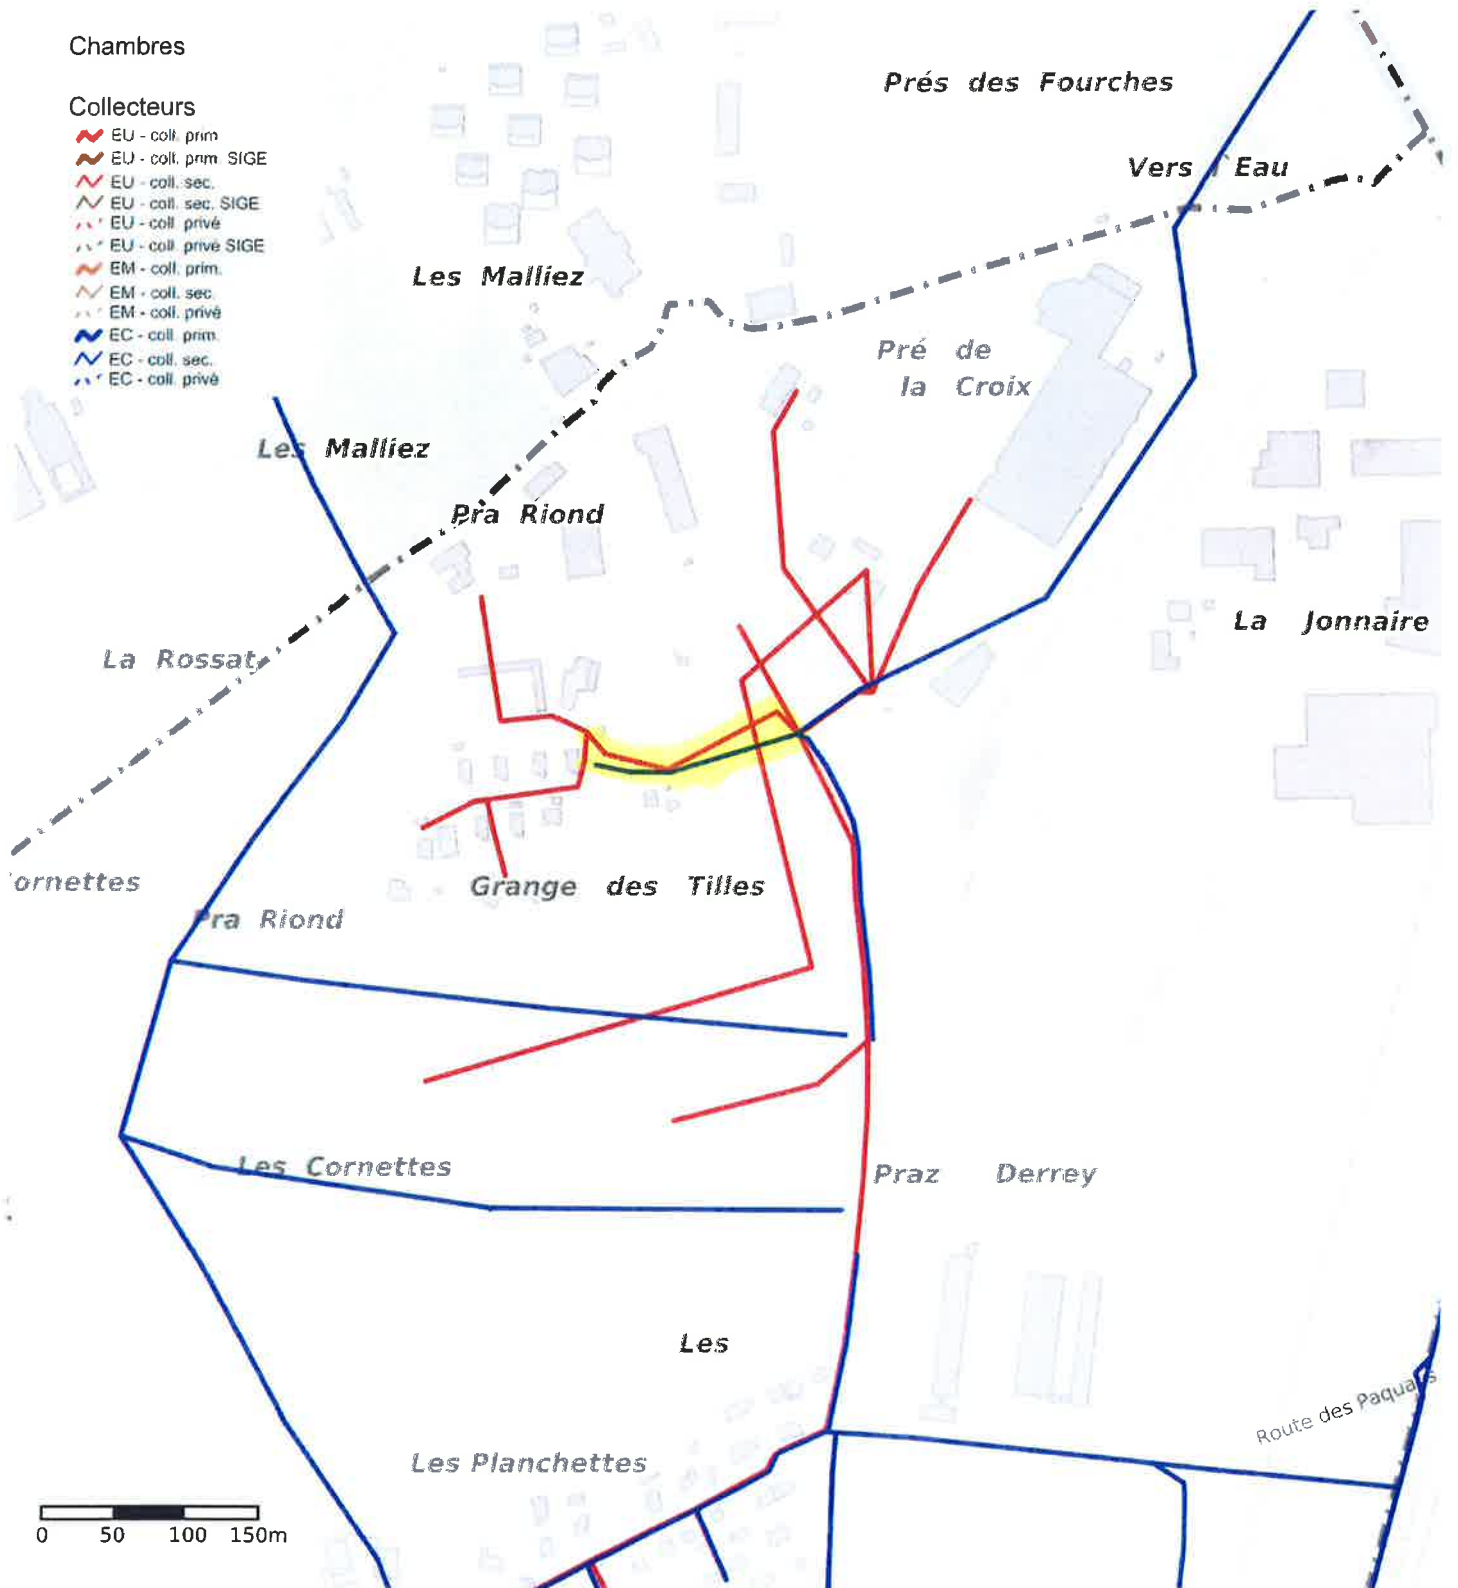 Chambres
Collecteurs
EU - coll. prim
EU - coll. prim. SIGE
EU - coll. sec.
EU - coll. sec. SIGE
EU - coll. privé
EU - coll. privé SIGE
EM - coll. prim.
EM - coll. sec.
EM - coll. privé
EC - coll. prim.
EC - coll. sec.
EC - coll. privé
Prés des Fourches
Vers l'Eau
Les Malliez
Pré de
la Croix
Les Malliez
Pra Riond
La Jonnaire
La Rossat
ornettes
Grange des Tilles
Pra Riond
Les Cornettes
Praz Derrey
Les
Route des Paquays
Les Planchettes
0 50 100 150m